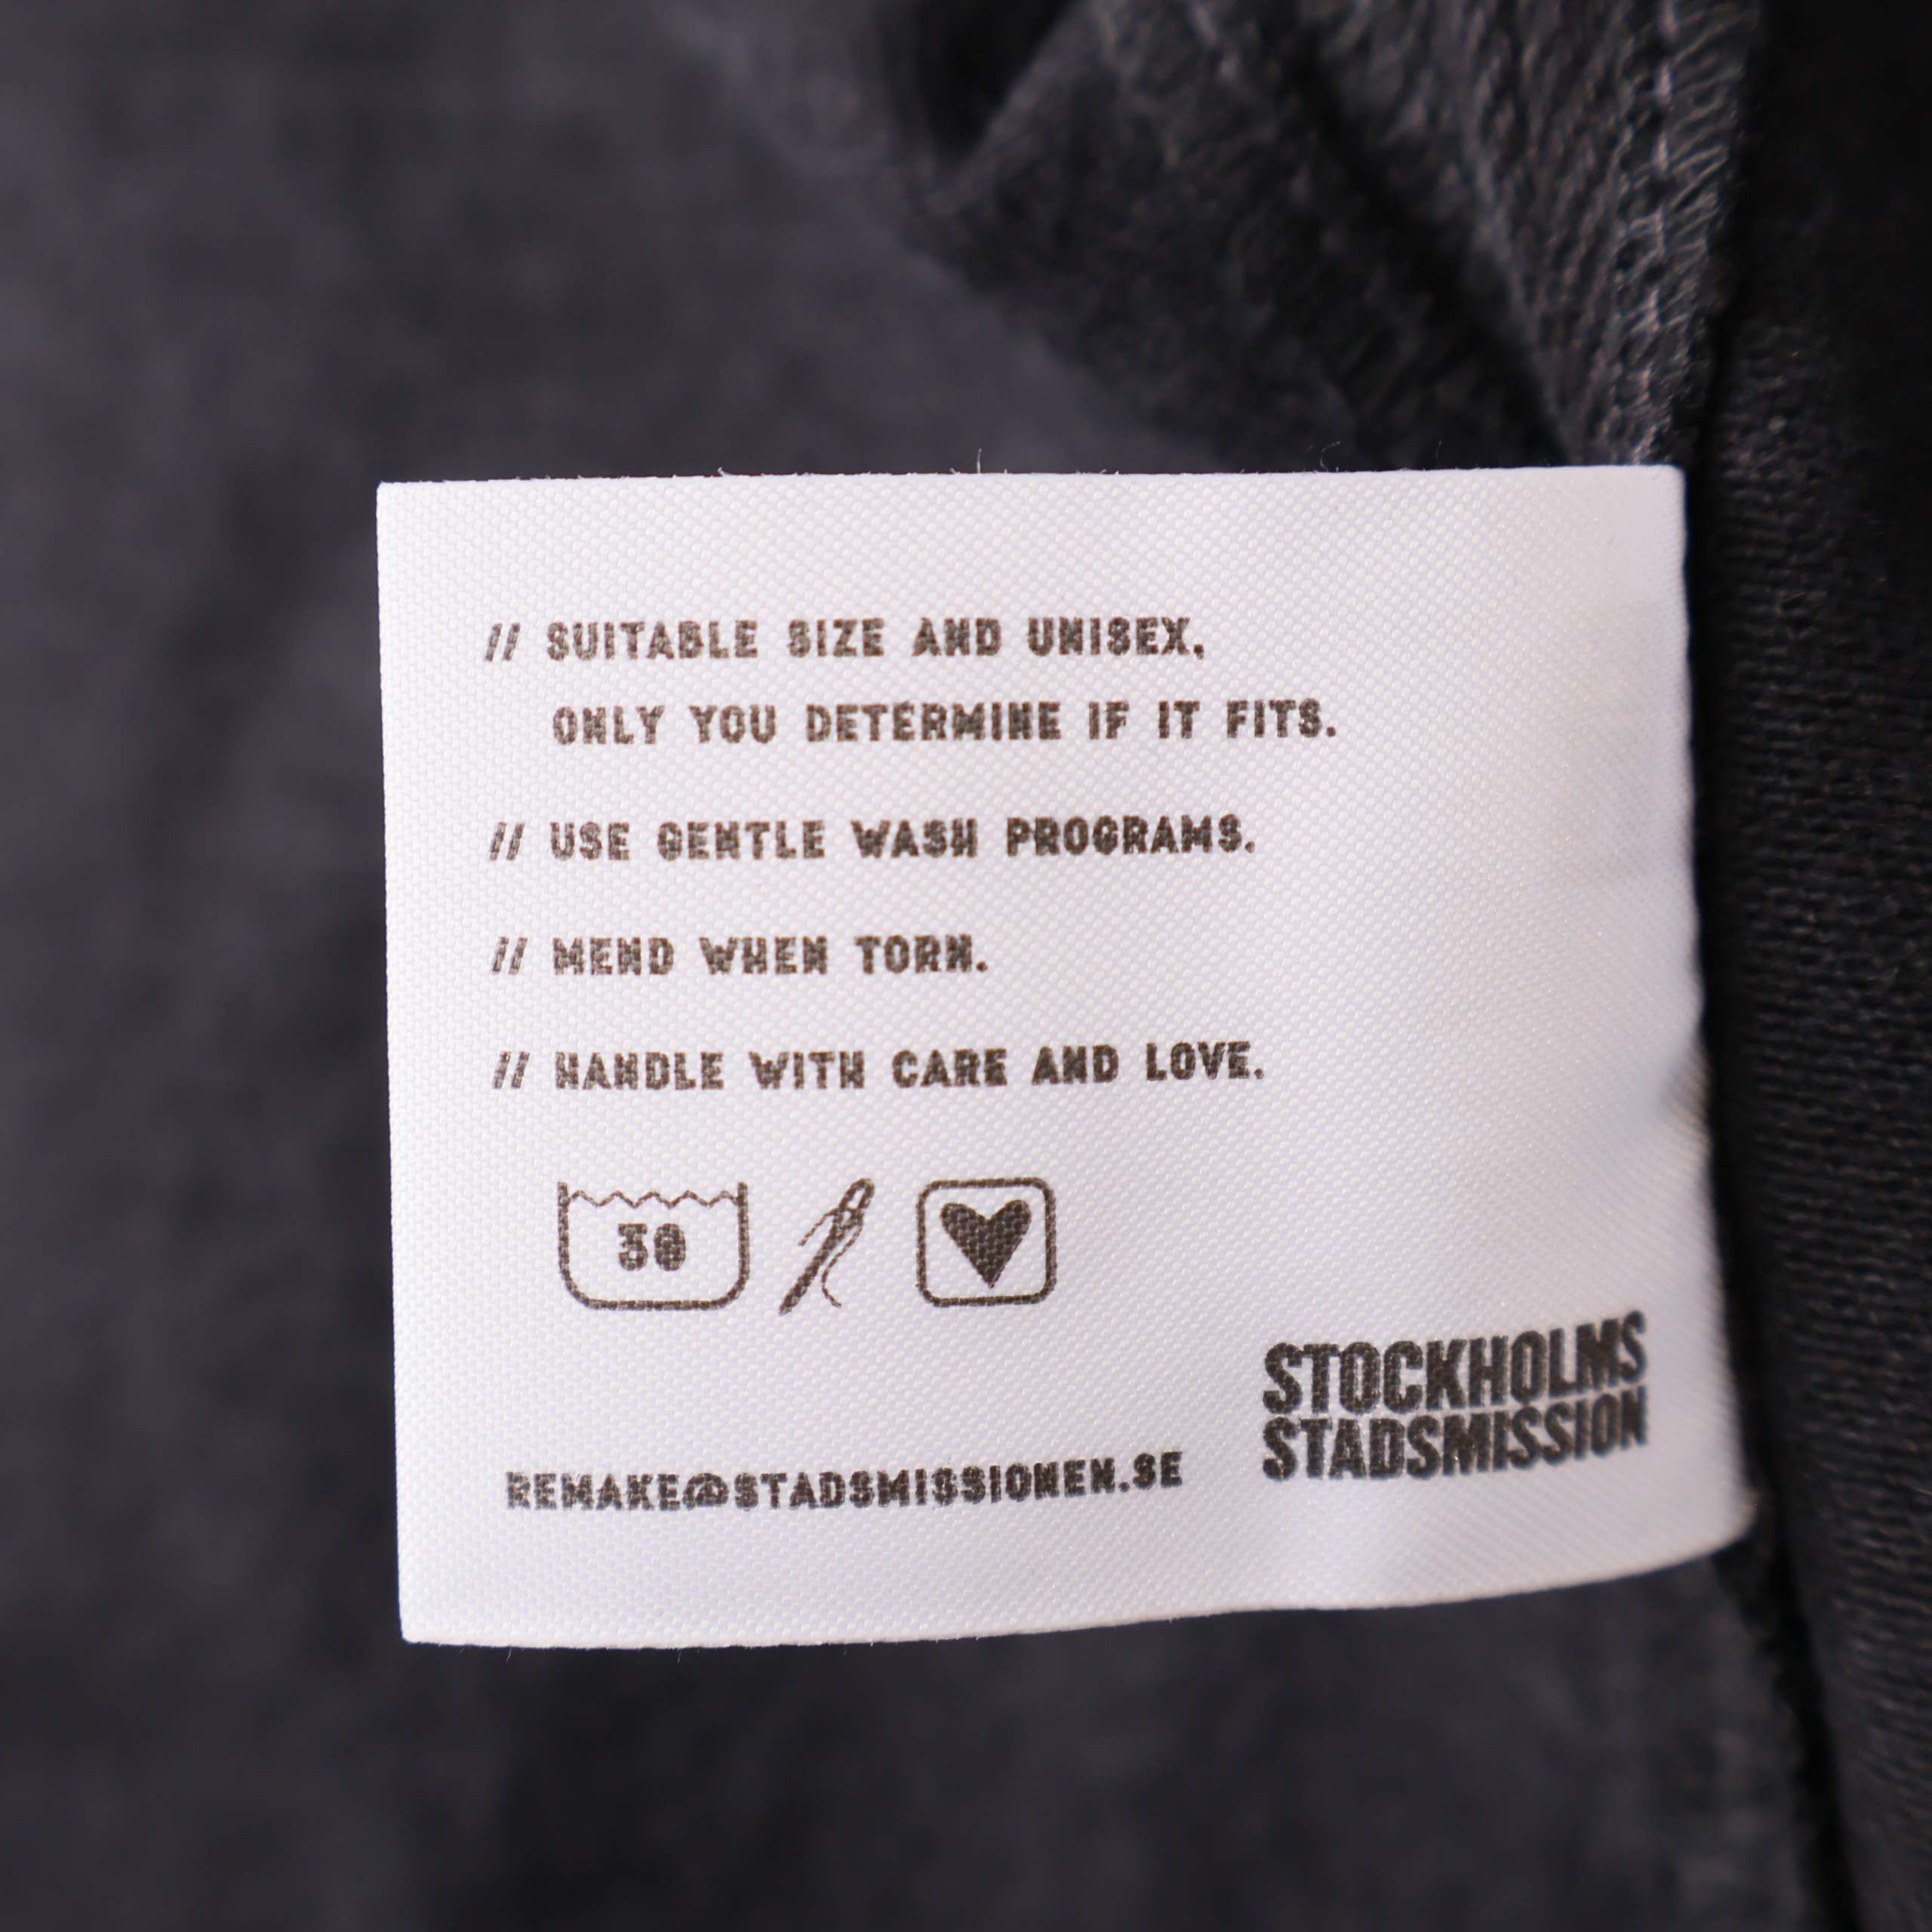 // SUITABLE SIZE AND UNISEX,
ONLY YOU DETERMINE IF IT FITS.
// USE GENTLE WASH PROGRAMS.
// MEND WHEN TORN.
// HANDLE WITH CARE AND LOVE.
30
STOCKHOLMS
STADSMISSION
REMAKE@STADSMISSIONEN.SE